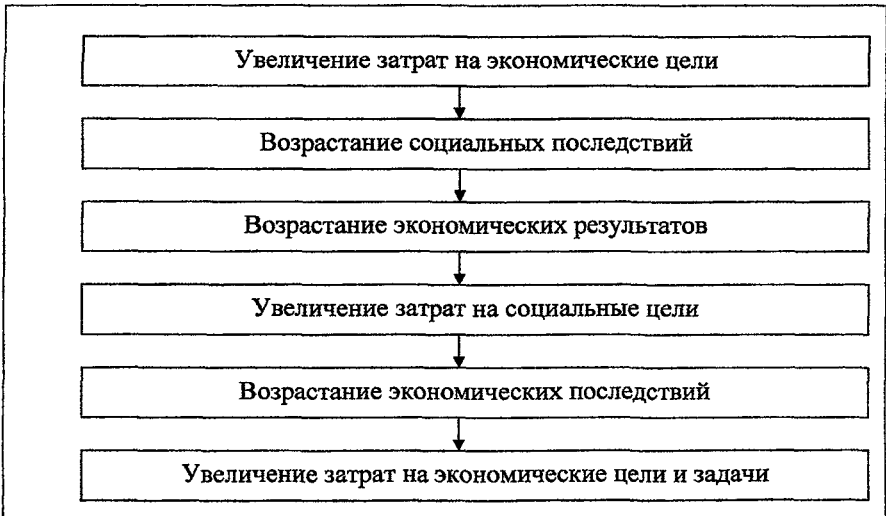 Увеличение затрат на экономические цели
Возрастание социальных последствий
Возрастание экономических результатов
Увеличение затрат на социальные цели
Возрастание экономических последствий
Увеличение затрат на экономические цели и задачи